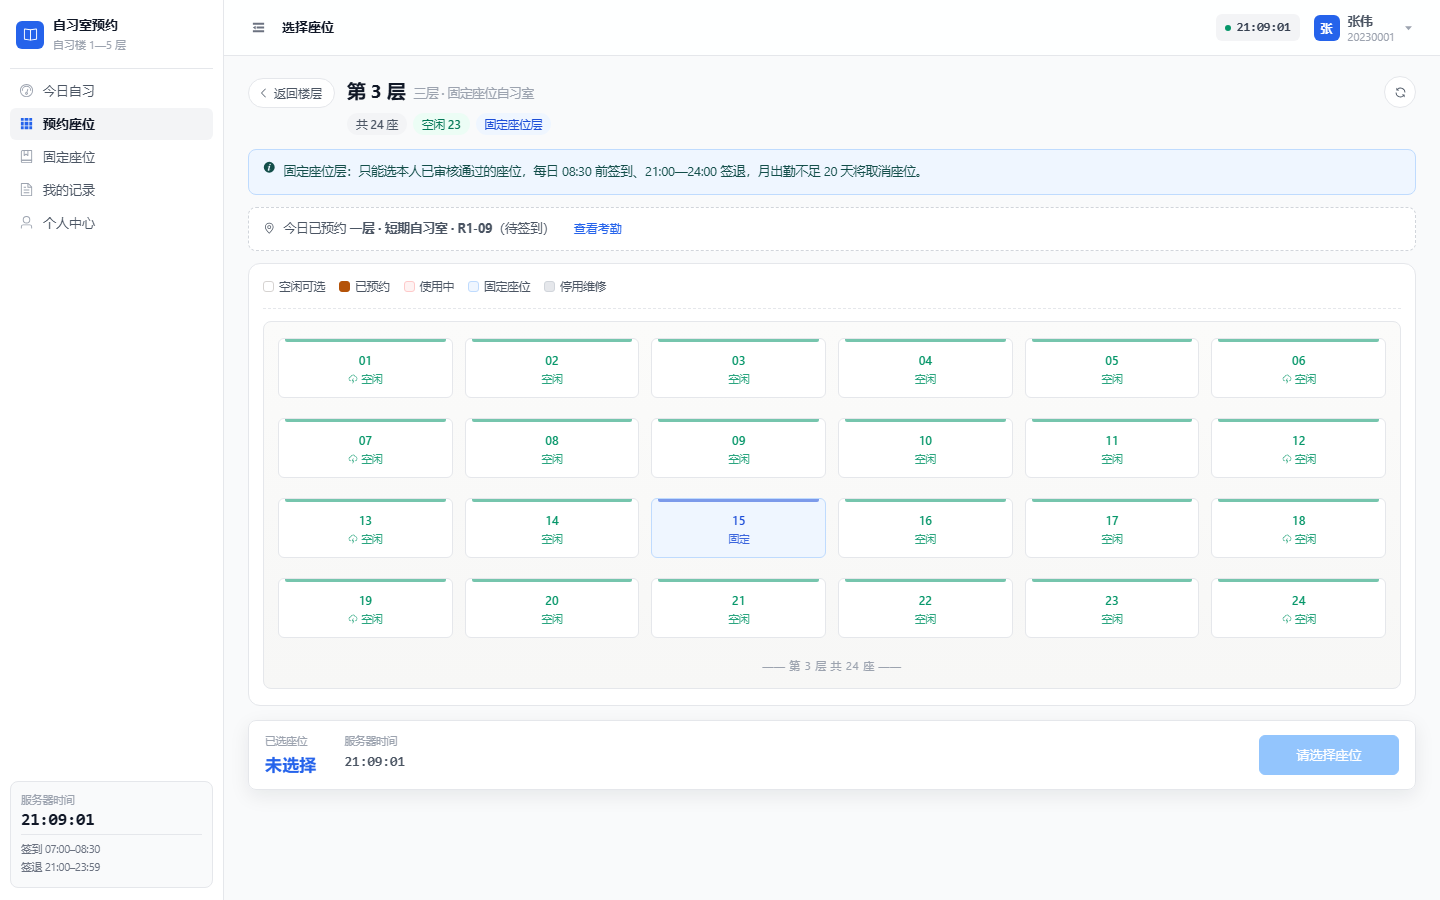 自习室预约
自习楼 1—5 层
今日自习
预约座位
固定座位
我的记录
个人中心
服务器时间
21:09:01
签到 07:00–08:30
签退 21:00–23:59
选择座位
21:09:01
张
张伟
20230001
返回楼层
第 3 层 三层 · 固定座位自习室
共 24 座 空闲 23 固定座位层
固定座位层：只能选本人已审核通过的座位，每日 08:30 前签到、21:00—24:00 签退，月出勤不足 20 天将取消座位。
今日已预约 一层 · 短期自习室 · R1-09（待签到） 查看考勤
空闲可选 已预约 使用中 固定座位 停用维修
01 02 03 04 05 06
空闲 空闲 空闲 空闲 空闲 空闲
07 08 09 10 11 12
空闲 空闲 空闲 空闲 空闲 空闲
13 14 15 16 17 18
空闲 空闲 固定 空闲 空闲 空闲
19 20 21 22 23 24
空闲 空闲 空闲 空闲 空闲 空闲
—— 第 3 层 共 24 座 ——
已选座位 服务器时间
未选择 21:09:01
请选择座位